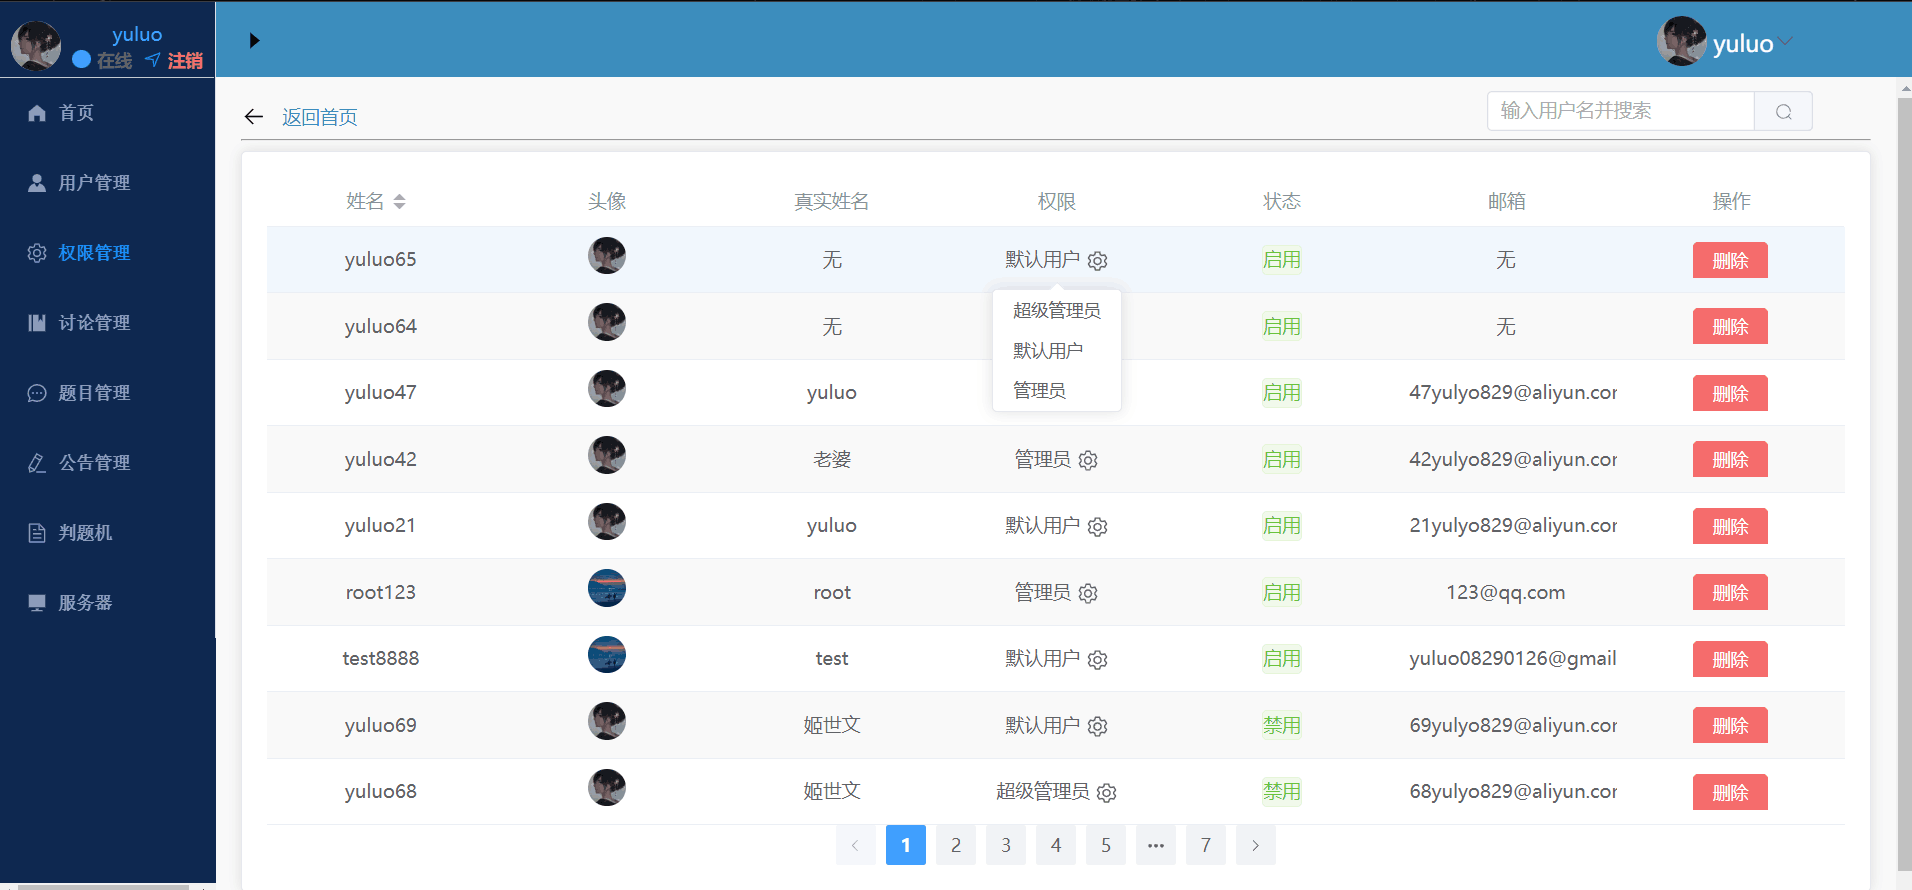 yuluo
在线 注销
yuluo
首页
用户管理
权限管理
讨论管理
题目管理
公告管理
判题机
服务器
返回首页
输入用户名并搜索
姓名 头像 真实姓名 权限 状态 邮箱 操作
yuluo65 无 默认用户 启用 无 删除
超级管理员
默认用户
管理员
yuluo64 无 启用 无 删除
yuluo47 yuluo 启用 47yulyo829@aliyun.cor 删除
yuluo42 老婆 管理员 启用 42yulyo829@aliyun.cor 删除
yuluo21 yuluo 默认用户 启用 21yulyo829@aliyun.cor 删除
root123 root 管理员 启用 123@qq.com 删除
test8888 test 默认用户 启用 yuluo08290126@gmail 删除
yuluo69 姬世文 默认用户 禁用 69yulyo829@aliyun.cor 删除
yuluo68 姬世文 超级管理员 禁用 68yulyo829@aliyun.cor 删除
1 2 3 4 5 ••• 7